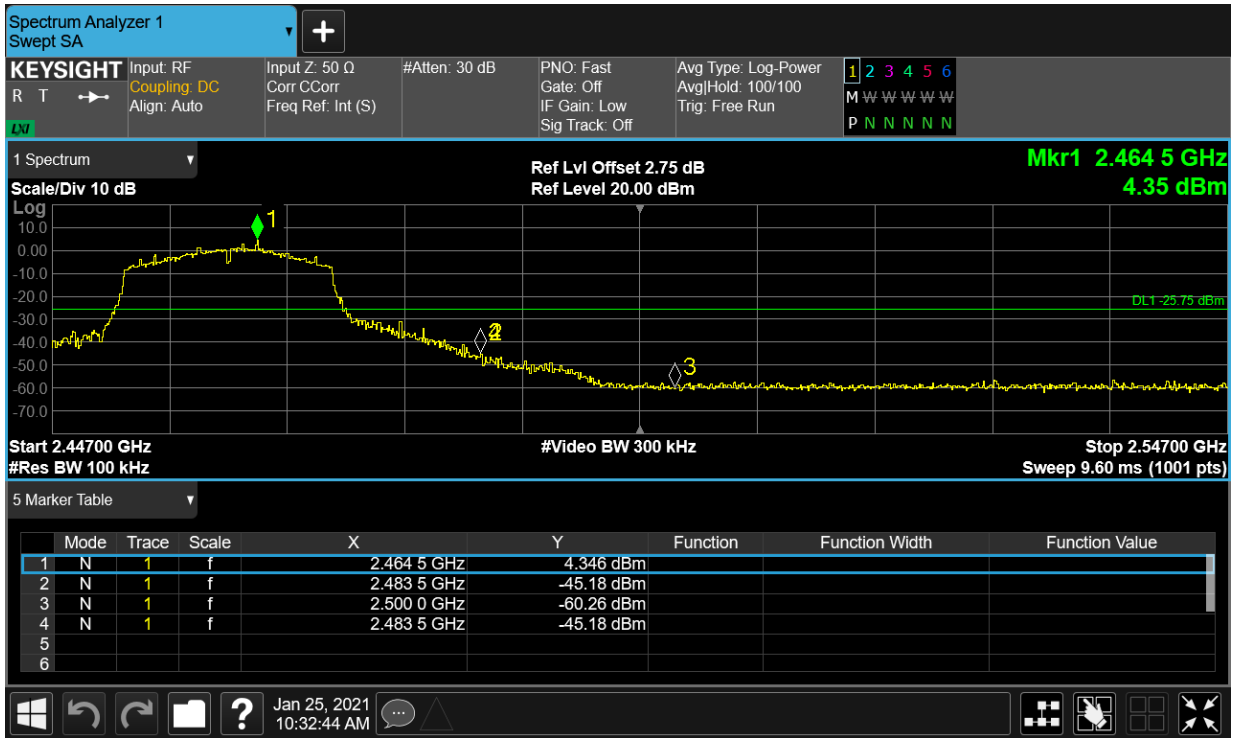 Spectrum Analyzer 1
Swept SA
KEYSIGHT
R T
LXI
Input: RF
Coupling: DC
Align: Auto
Input Z: 50 Ω
Corr CCorr
Freq Ref: Int (S)
#Atten: 30 dB
PNO: Fast
Gate: Off
IF Gain: Low
Sig Track: Off
Avg Type: Log-Power
Avg|Hold: 100/100
Trig: Free Run
1 2 3 4 5 6
M W W W W W
P N N N N N
1 Spectrum
Scale/Div 10 dB
Log
Ref Lvl Offset 2.75 dB
Ref Level 20.00 dBm
Mkr1 2.464 5 GHz
4.35 dBm
10.0
0.00
-10.0
-20.0
-30.0
-40.0
-50.0
-60.0
-70.0
1
2
3
DL1 -25.75 dBm
Start 2.44700 GHz
#Res BW 100 kHz
#Video BW 300 kHz
Stop 2.54700 GHz
Sweep 9.60 ms (1001 pts)
5 Marker Table
Mode Trace Scale X Y Function Function Width Function Value
1 N 1 f 2.464 5 GHz 4.346 dBm
2 N 1 f 2.483 5 GHz -45.18 dBm
3 N 1 f 2.500 0 GHz -60.26 dBm
4 N 1 f 2.483 5 GHz -45.18 dBm
5
6
?
Jan 25, 2021
10:32:44 AM